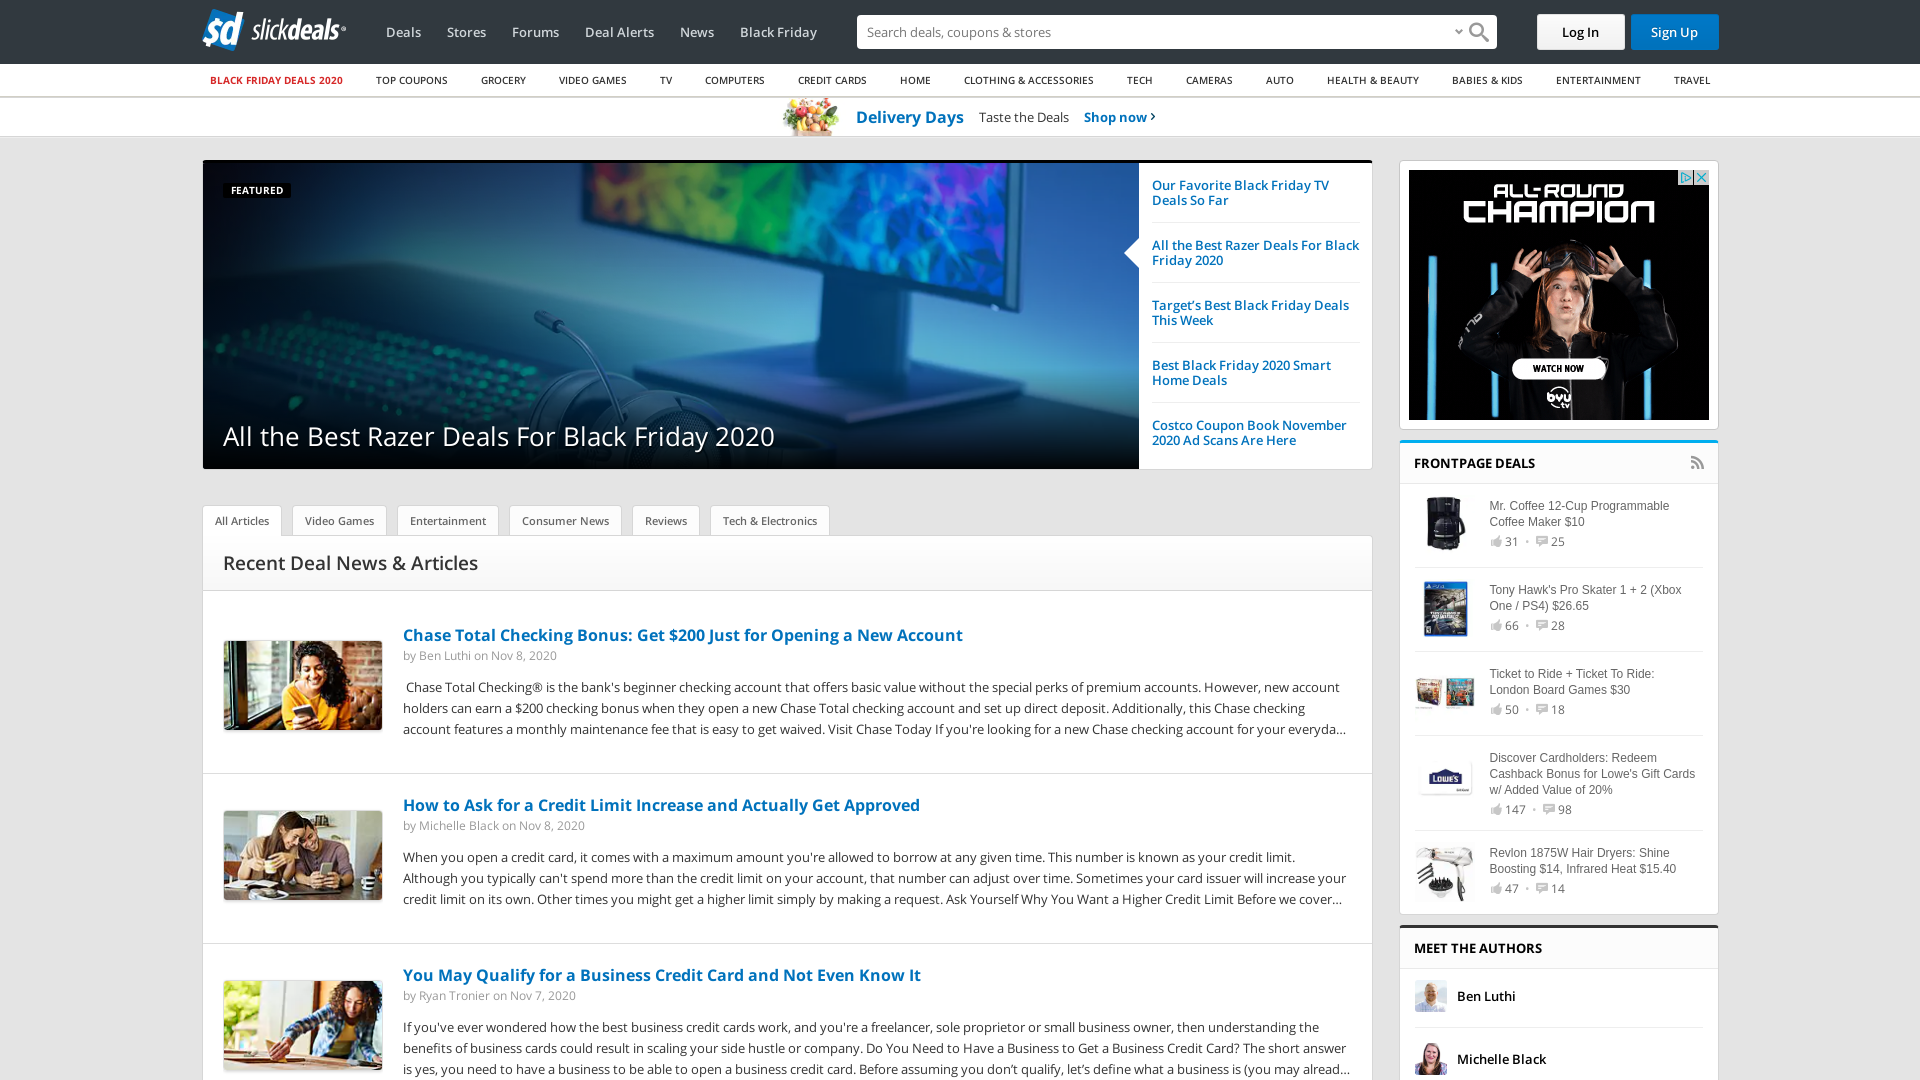 sd slickdeals
Deals Stores Forums Deal Alerts News Black Friday
Search deals, coupons & stores
Log In Sign Up
BLACK FRIDAY DEALS 2020 TOP COUPONS GROCERY VIDEO GAMES TV COMPUTERS CREDIT CARDS HOME CLOTHING & ACCESSORIES TECH CAMERAS AUTO HEALTH & BEAUTY BABIES & KIDS ENTERTAINMENT TRAVEL
Delivery Days Taste the Deals Shop now
FEATURED
All the Best Razer Deals For Black Friday 2020
Our Favorite Black Friday TV
Deals So Far
All the Best Razer Deals For Black
Friday 2020
Target’s Best Black Friday Deals
This Week
Best Black Friday 2020 Smart
Home Deals
Costco Coupon Book November
2020 Ad Scans Are Here
All Articles Video Games Entertainment Consumer News Reviews Tech & Electronics
Recent Deal News & Articles
Chase Total Checking Bonus: Get $200 Just for Opening a New Account
by Ben Luthi on Nov 8, 2020
Chase Total Checking® is the bank's beginner checking account that offers basic value without the special perks of premium accounts. However, new account
holders can earn a $200 checking bonus when they open a new Chase Total checking account and set up direct deposit. Additionally, this Chase checking
account features a monthly maintenance fee that is easy to get waived. Visit Chase Today If you're looking for a new Chase checking account for your everyda...
How to Ask for a Credit Limit Increase and Actually Get Approved
by Michelle Black on Nov 8, 2020
When you open a credit card, it comes with a maximum amount you're allowed to borrow at any given time. This number is known as your credit limit.
Although you typically can't spend more than the credit limit on your account, that number can adjust over time. Sometimes your card issuer will increase your
credit limit on its own. Other times you might get a higher limit simply by making a request. Ask Yourself Why You Want a Higher Credit Limit Before we cover...
You May Qualify for a Business Credit Card and Not Even Know It
by Ryan Tronier on Nov 7, 2020
If you've ever wondered how the best business credit cards work, and you're a freelancer, sole proprietor or small business owner, then understanding the
benefits of business cards could result in scaling your side hustle or company. Do You Need to Have a Business to Get a Business Credit Card? The short answer
is yes, you need to have a business to be able to open a business credit card. Before assuming you don’t qualify, let’s define what a business is (you may alread...
ALL-ROUND
CHAMPION
WATCH NOW
byu
tv
FRONTPAGE DEALS
Mr. Coffee 12-Cup Programmable
Coffee Maker $10
31 • 25
Tony Hawk's Pro Skater 1 + 2 (Xbox
One / PS4) $26.65
66 • 28
Ticket to Ride + Ticket To Ride:
London Board Games $30
50 • 18
LOWE'S
Discover Cardholders: Redeem
Cashback Bonus for Lowe's Gift Cards
w/ Added Value of 20%
147 • 98
Revlon 1875W Hair Dryers: Shine
Boosting $14, Infrared Heat $15.40
47 • 14
MEET THE AUTHORS
Ben Luthi
Michelle Black